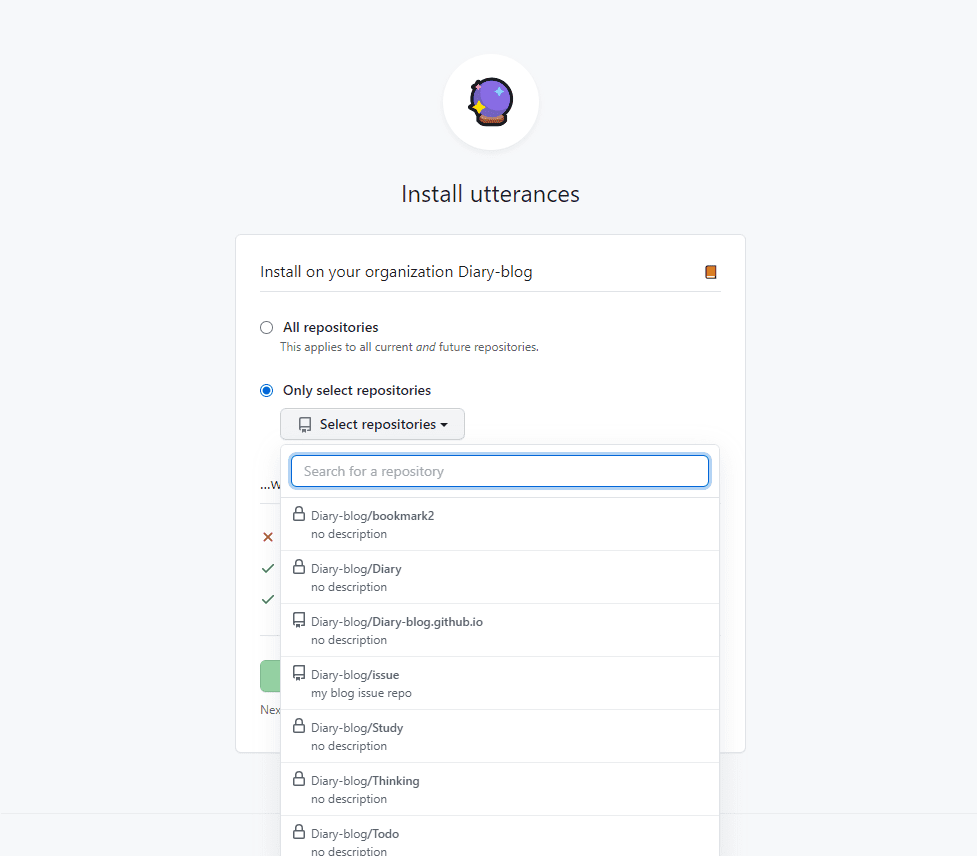 Install utterances
Install on your organization Diary-blog
All repositories
This applies to all current and future repositories.
Only select repositories
Select repositories
Search for a repository
...w
Diary-blog/bookmark2
no description
Diary-blog/Diary
no description
Diary-blog/Diary-blog.github.io
no description
Diary-blog/issue
my blog issue repo
Nex
Diary-blog/Study
no description
Diary-blog/Thinking
no description
Diary-blog/Todo
no description